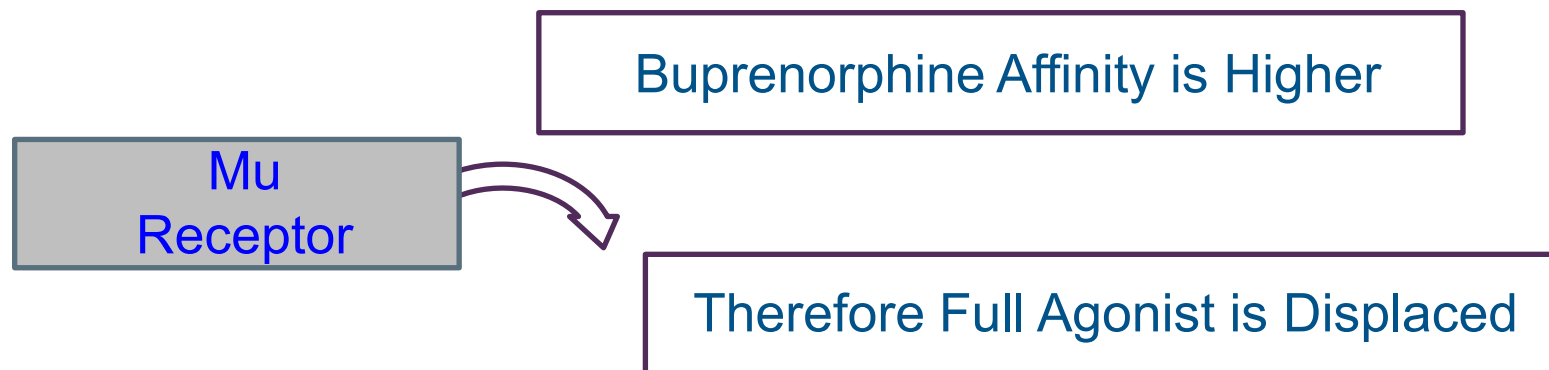 Buprenorphine Affinity is Higher
Mu
Receptor
Therefore Full Agonist is Displaced